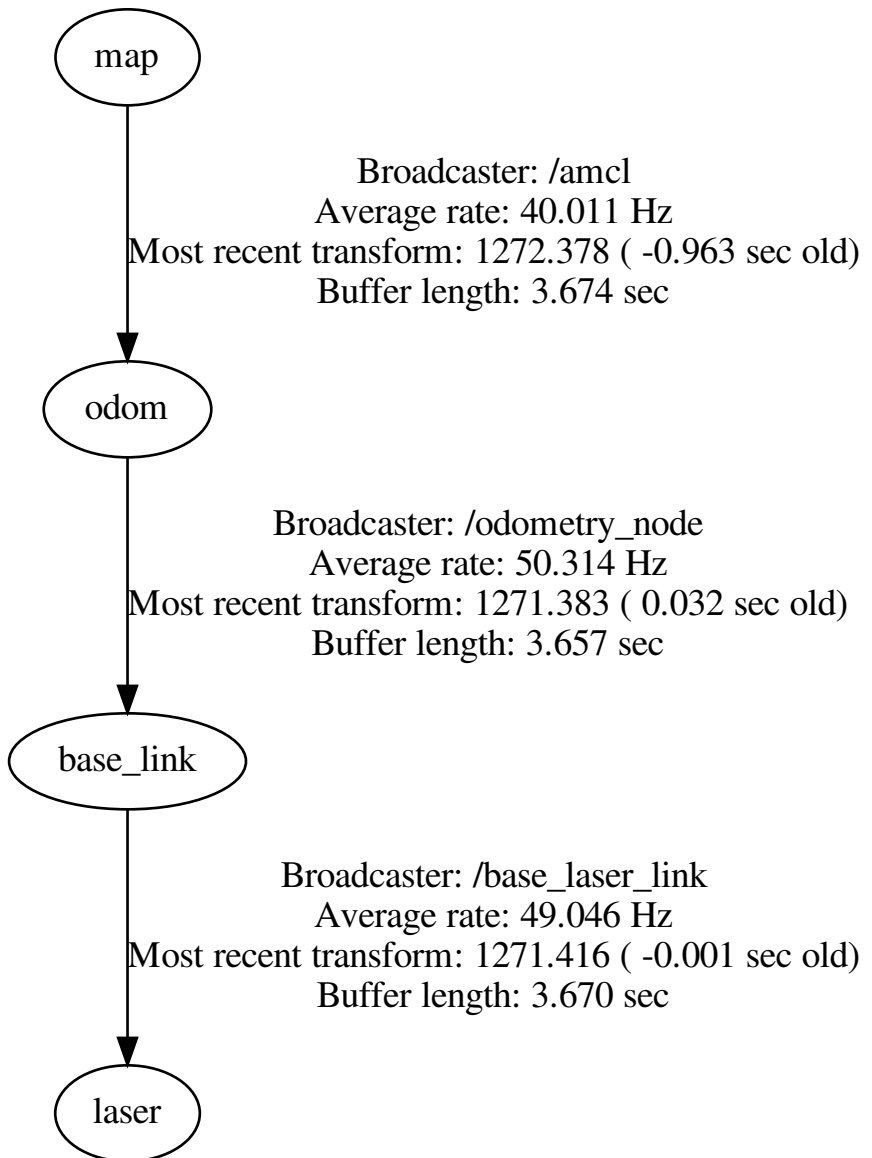 map
Broadcaster: /amcl
Average rate: 40.011 Hz
Most recent transform: 1272.378 ( -0.963 sec old)
Buffer length: 3.674 sec
odom
Broadcaster: /odometry_node
Average rate: 50.314 Hz
Most recent transform: 1271.383 ( 0.032 sec old)
Buffer length: 3.657 sec
base_link
Broadcaster: /base_laser_link
Average rate: 49.046 Hz
Most recent transform: 1271.416 ( -0.001 sec old)
Buffer length: 3.670 sec
laser